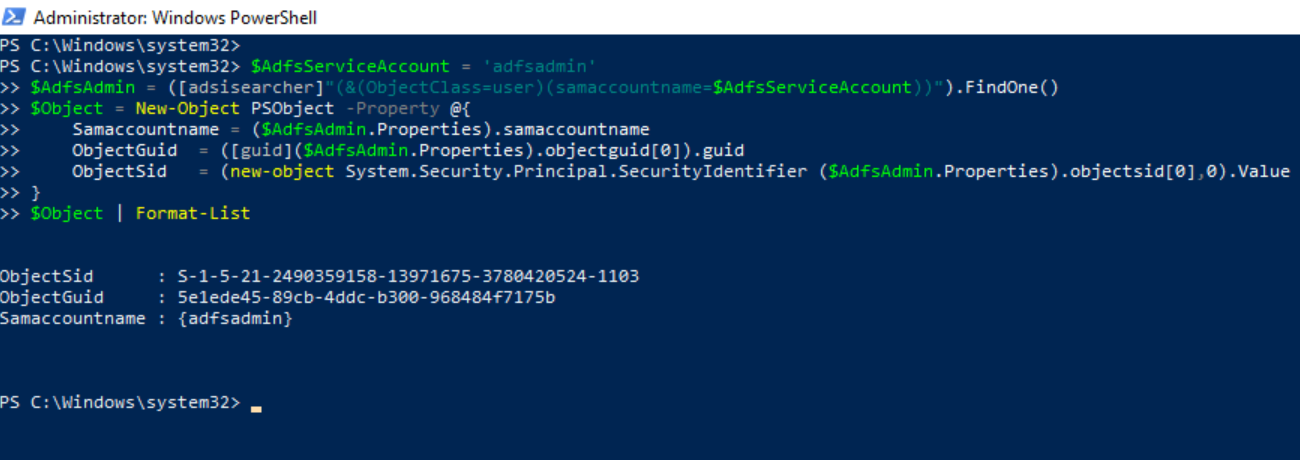 Administrator: Windows PowerShell
PS C:\Windows\system32>
PS C:\Windows\system32> $AdfsServiceAccount = 'adfsadmin'
>> $AdfsAdmin = ([adsisearcher]"(&(ObjectClass=user)(samaccountname=$AdfsServiceAccount))").FindOne()
>> $Object = New-Object PSObject -Property @{
>>     Samaccountname = ($AdfsAdmin.Properties).samaccountname
>>     ObjectGuid  = ([guid]($AdfsAdmin.Properties).objectguid[0]).guid
>>     ObjectSid   = (new-object System.Security.Principal.SecurityIdentifier ($AdfsAdmin.Properties).objectsid[0],0).Value
>> }
>> $Object | Format-List
ObjectSid      : S-1-5-21-2490359158-13971675-3780420524-1103
ObjectGuid     : 5e1ede45-89cb-4ddc-b300-968484f7175b
Samaccountname : {adfsadmin}
PS C:\Windows\system32>